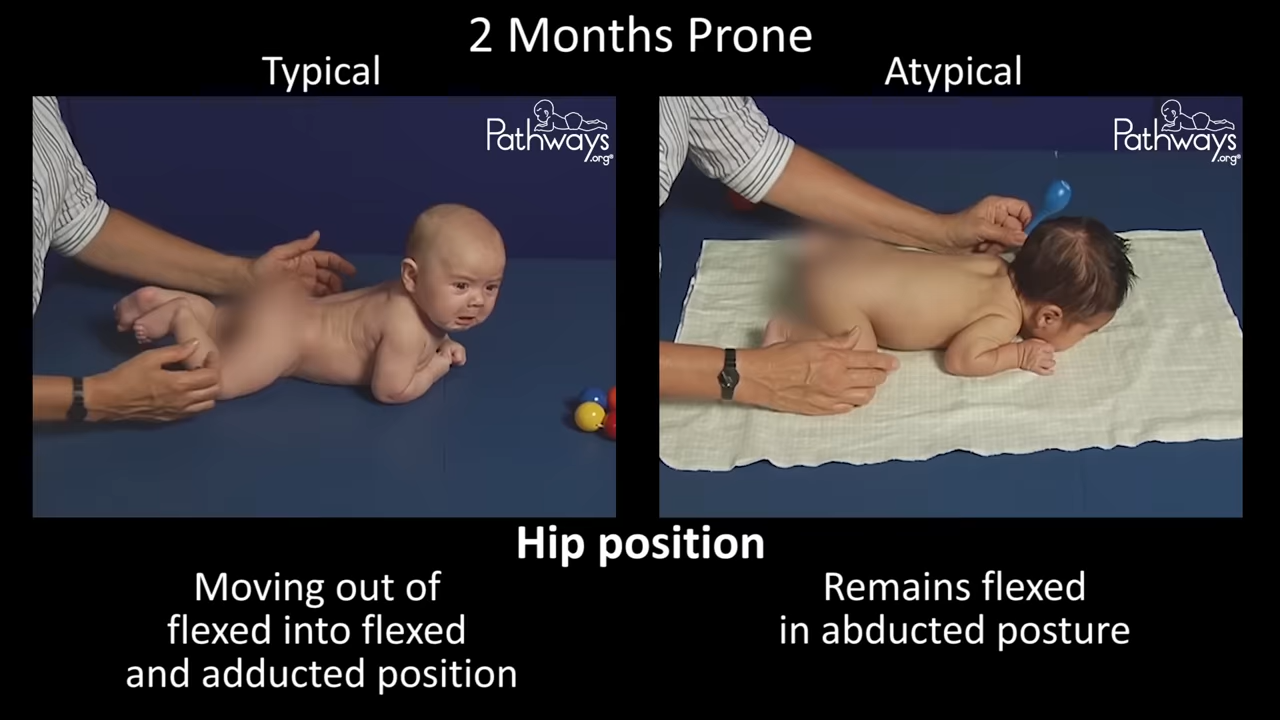 2 Months Prone
Typical
Atypical
Pathways
.org®
Pathways
.org®
Hip position
Moving out of
flexed into flexed
and adducted position
Remains flexed
in abducted posture